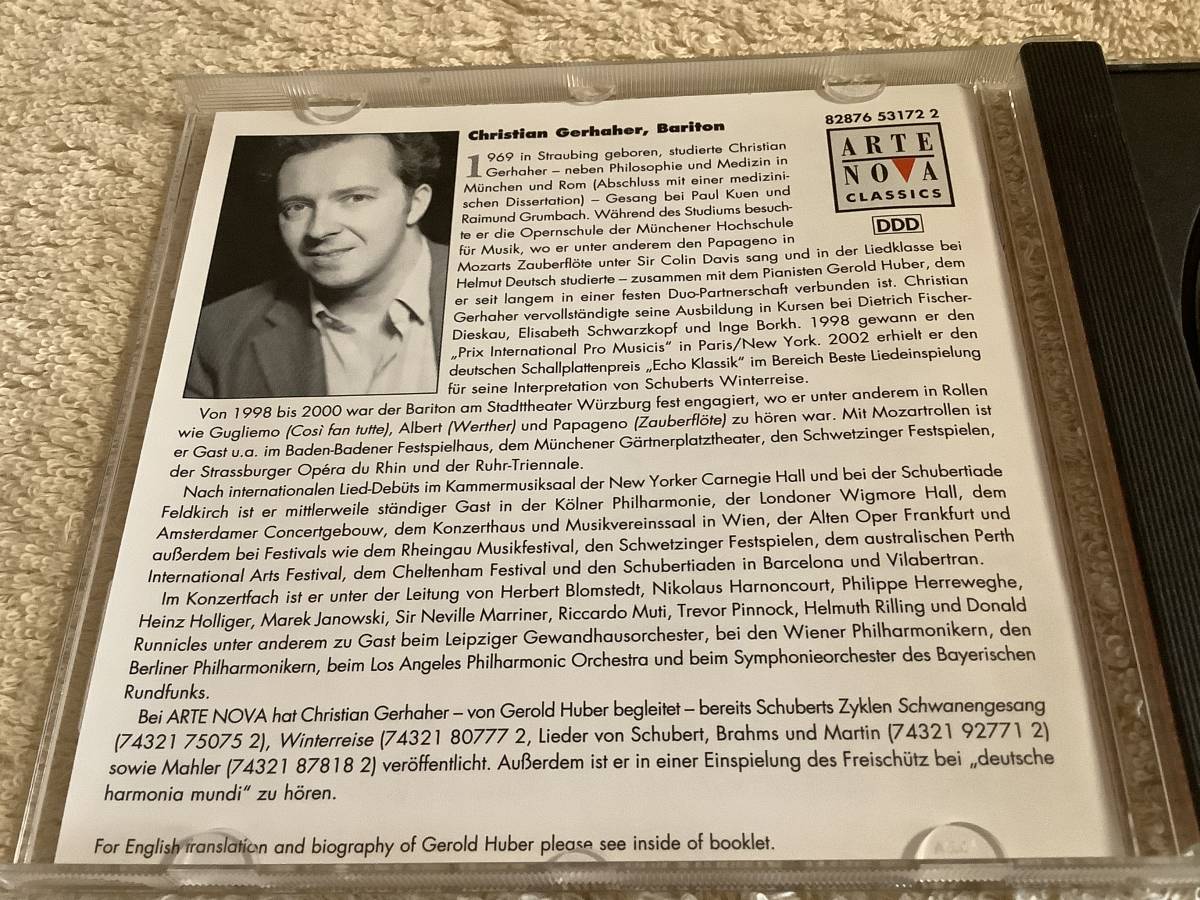 Christian Gerhaher, Bariton
82876 53172 2
ARTE
NOVA
CLASSICS
DDD
1969 in Straubing geboren, studierte Christian
Gerhaher – neben Philosophie und Medizin in
München und Rom (Abschluss mit einer medizini-
schen Dissertation) – Gesang bei Paul Kuen und
Raimund Grumbach. Während des Studiums besuch-
te er die Opernschule der Münchener Hochschule
für Musik, wo er unter anderem den Papageno in
Mozarts Zauberflöte unter Sir Colin Davis sang und in der Liedklasse bei
Helmut Deutsch studierte – zusammen mit dem Pianisten Gerold Huber, dem
er seit langem in einer festen Duo-Partnerschaft verbunden ist. Christian
Gerhaher vervollständigte seine Ausbildung in Kursen bei Dietrich Fischer-
Dieskau, Elisabeth Schwarzkopf und Inge Borkh. 1998 gewann er den
„Prix International Pro Musicis“ in Paris/New York. 2002 erhielt er den
deutschen Schallplattenpreis „Echo Klassik“ im Bereich Beste Liedeinspielung
für seine Interpretation von Schuberts Winterreise.
Von 1998 bis 2000 war der Bariton am Stadttheater Würzburg fest engagiert, wo er unter anderem in Rollen
wie Gugliemo (Così fan tutte), Albert (Werther) und Papageno (Zauberflöte) zu hören war. Mit Mozartrollen ist
er Gast u.a. im Baden-Badener Festspielhaus, dem Münchener Gärtnerplatztheater, den Schwetzinger Festspielen,
der Strassburger Opéra du Rhin und der Ruhr-Triennale.
Nach internationalen Lied-Debüts im Kammermusiksaal der New Yorker Carnegie Hall und bei der Schubertiade
Feldkirch ist er mittlerweile ständiger Gast in der Kölner Philharmonie, der Londoner Wigmore Hall, dem
Amsterdamer Concertgebouw, dem Konzerthaus und Musikvereinssaal in Wien, der Alten Oper Frankfurt und
außerdem bei Festivals wie dem Rheingau Musikfestival, den Schwetzinger Festspielen, dem australischen Perth
International Arts Festival, dem Cheltenham Festival und den Schubertiaden in Barcelona und Vilabertran.
Im Konzertfach ist er unter der Leitung von Herbert Blomstedt, Nikolaus Harnoncourt, Philippe Herreweghe,
Heinz Holliger, Marek Janowski, Sir Neville Marriner, Riccardo Muti, Trevor Pinnock, Helmuth Rilling und Donald
Runnicles unter anderem zu Gast beim Leipziger Gewandhausorchester, bei den Wiener Philharmonikern, den
Berliner Philharmonikern, beim Los Angeles Philharmonic Orchestra und beim Symphonieorchester des Bayerischen
Rundfunks.
Bei ARTE NOVA hat Christian Gerhaher – von Gerold Huber begleitet – bereits Schuberts Zyklen Schwanengesang
(74321 75075 2), Winterreise (74321 80777 2, Lieder von Schubert, Brahms und Martin (74321 92771 2)
sowie Mahler (74321 87818 2) veröffentlicht. Außerdem ist er in einer Einspielung des Freischütz bei „deutsche
harmonia mundi“ zu hören.
For English translation and biography of Gerold Huber please see inside of booklet.